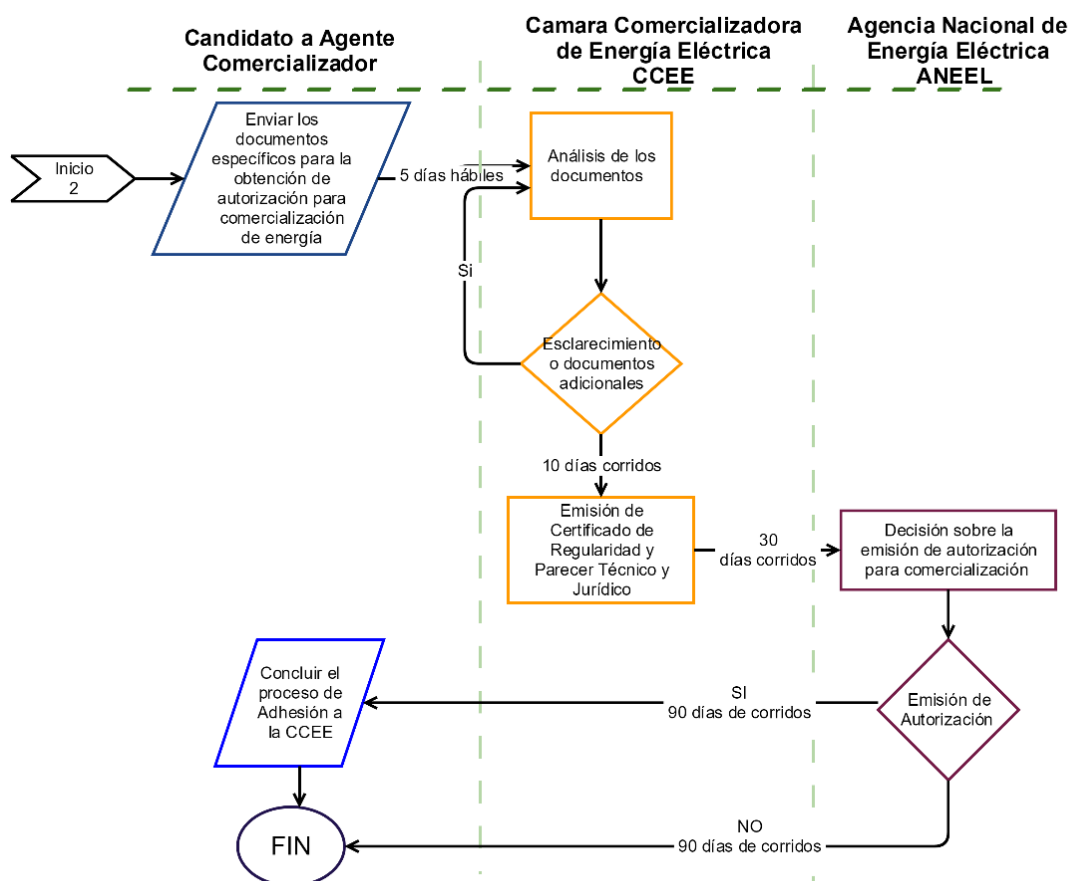 Candidato a Agente
Comercializador
Camara Comercializadora
de Energía Eléctrica
CCEE
Agencia Nacional de
Energía Eléctrica
ANEEL
Inicio
2
Enviar los
documentos
específicos para la
obtención de
autorización para
comercialización
de energía
5 días hábiles
Análisis de los
documentos
Si
Esclarecimiento
o documentos
adicionales
10 días corridos
Emisión de
Certificado de
Regularidad y
Parecer Técnico y
Jurídico
30
días corridos
Decisión sobre la
emisión de autorización
para comercialización
Emisión de
Autorización
SI
90 días de corridos
Concluir el
proceso de
Adhesión a
la CCEE
NO
90 días corridos
FIN